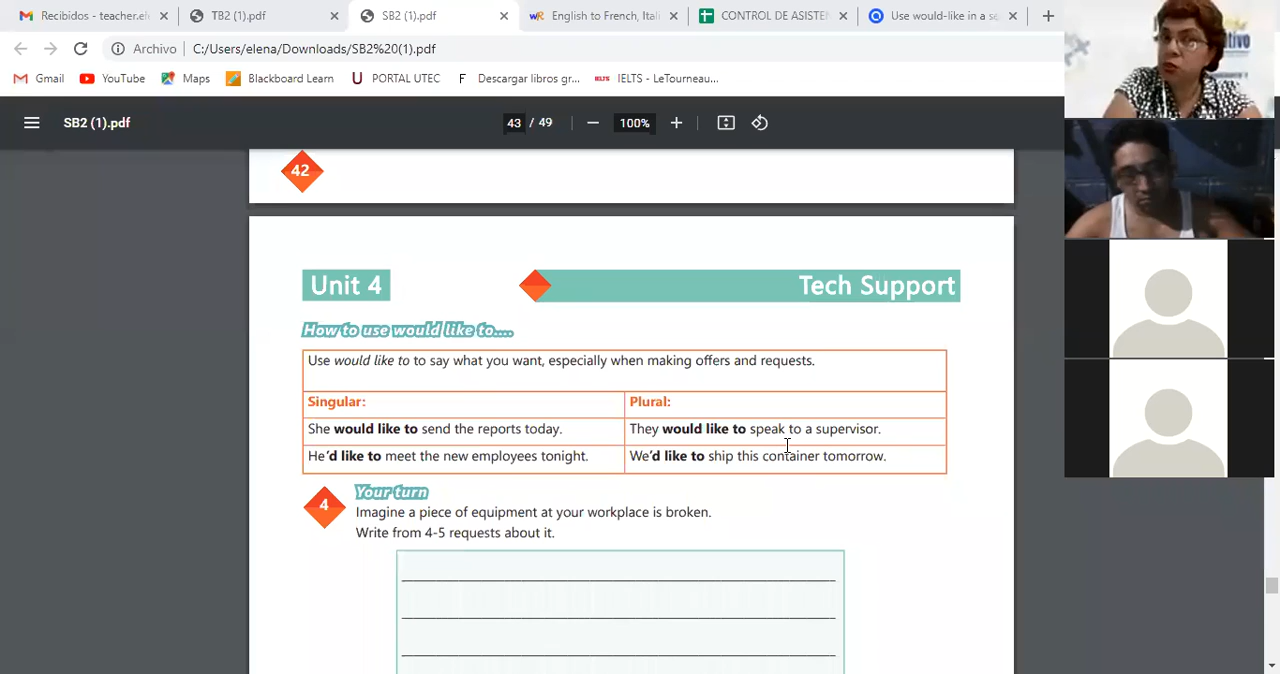 Recibidos - teacher.el
TB2 (1).pdf
SB2 (1).pdf
English to French, Ital
CONTROL DE ASISTEN
Use would-like in a se
Archivo
C:/Users/elena/Downloads/SB2%20(1).pdf
Gmail
YouTube
Maps
Blackboard Learn
U PORTAL UTEC
F Descargar libros gr...
IELTS IELTS - LeTourneau...
SB2 (1).pdf
43 / 49
100%
42
Unit 4
Tech Support
How to use would like to....
Use would like to to say what you want, especially when making offers and requests.
Singular:
Plural:
She would like to send the reports today.
They would like to speak to a supervisor.
He'd like to meet the new employees tonight.
We'd like to ship this container tomorrow.
4
Your turn
Imagine a piece of equipment at your workplace is broken.
Write from 4-5 requests about it.